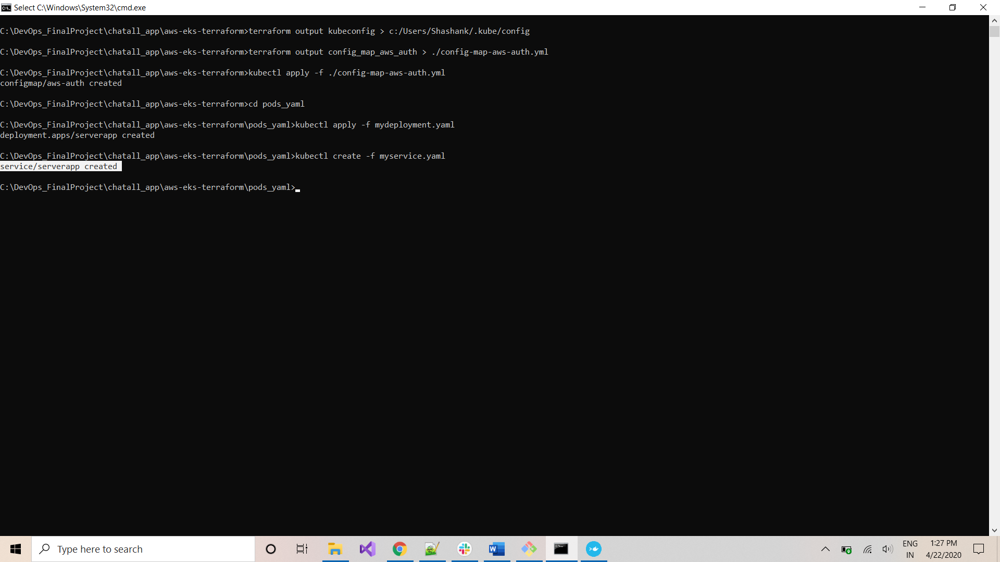 Select C:\Windows\System32\cmd.exe
C:\DevOps_FinalProject\chatall_app\aws-eks-terraform>terraform output kubeconfig > c:/Users/Shashank/.kube/config
C:\DevOps_FinalProject\chatall_app\aws-eks-terraform>terraform output config_map_aws_auth > ./config-map-aws-auth.yml
C:\DevOps_FinalProject\chatall_app\aws-eks-terraform>kubectl apply -f ./config-map-aws-auth.yml
configmap/aws-auth created
C:\DevOps_FinalProject\chatall_app\aws-eks-terraform>cd pods_yaml
C:\DevOps_FinalProject\chatall_app\aws-eks-terraform\pods_yaml>kubectl apply -f mydeployment.yaml
deployment.apps/serverapp created
C:\DevOps_FinalProject\chatall_app\aws-eks-terraform\pods_yaml>kubectl create -f myservice.yaml
service/serverapp created
C:\DevOps_FinalProject\chatall_app\aws-eks-terraform\pods_yaml>
Type here to search
ENG
IN
1:27 PM
4/22/2020